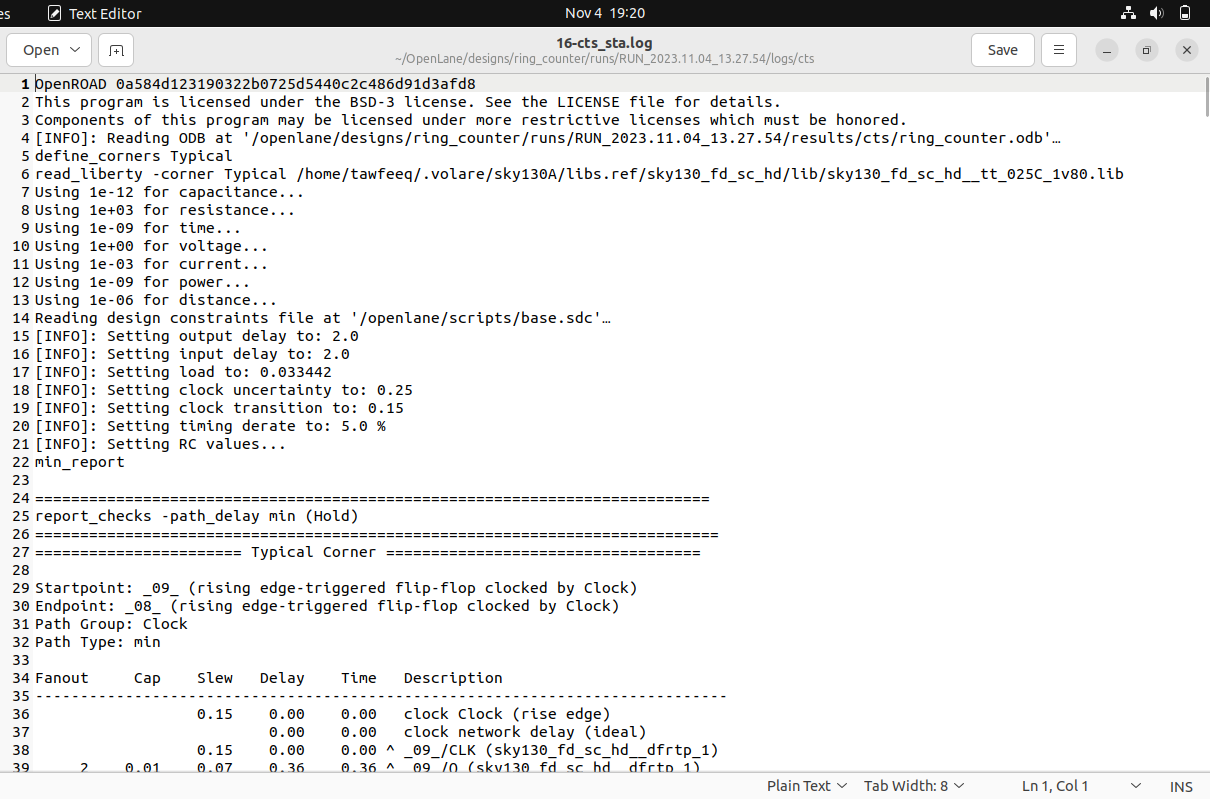 es Text Editor Nov 4 19:20
Open 16-cts_sta.log Save
~/OpenLane/designs/ring_counter/runs/RUN_2023.11.04_13.27.54/logs/cts
1 OpenROAD 0a584d123190322b0725d5440c2c486d91d3afd8
2 This program is licensed under the BSD-3 license. See the LICENSE file for details.
3 Components of this program may be licensed under more restrictive licenses which must be honored.
4 [INFO]: Reading ODB at '/openlane/designs/ring_counter/runs/RUN_2023.11.04_13.27.54/results/cts/ring_counter.odb'…
5 define_corners Typical
6 read_liberty -corner Typical /home/tawfeeq/.volare/sky130A/libs.ref/sky130_fd_sc_hd/lib/sky130_fd_sc_hd__tt_025C_1v80.lib
7 Using 1e-12 for capacitance...
8 Using 1e+03 for resistance...
9 Using 1e-09 for time...
10 Using 1e+00 for voltage...
11 Using 1e-03 for current...
12 Using 1e-09 for power...
13 Using 1e-06 for distance...
14 Reading design constraints file at '/openlane/scripts/base.sdc'…
15 [INFO]: Setting output delay to: 2.0
16 [INFO]: Setting input delay to: 2.0
17 [INFO]: Setting load to: 0.033442
18 [INFO]: Setting clock uncertainty to: 0.25
19 [INFO]: Setting clock transition to: 0.15
20 [INFO]: Setting timing derate to: 5.0 %
21 [INFO]: Setting RC values...
22 min_report
23
24 ===========================================================================
25 report_checks -path_delay min (Hold)
26 ============================================================================
27 ======================= Typical Corner ===================================
28
29 Startpoint: _09_ (rising edge-triggered flip-flop clocked by Clock)
30 Endpoint: _08_ (rising edge-triggered flip-flop clocked by Clock)
31 Path Group: Clock
32 Path Type: min
33
34 Fanout     Cap    Slew   Delay    Time   Description
35 -----------------------------------------------------------------------------
36                   0.15    0.00    0.00   clock Clock (rise edge)
37                           0.00    0.00   clock network delay (ideal)
38                   0.15    0.00    0.00 ^ _09_/CLK (sky130_fd_sc_hd__dfrtp_1)
39      2    0.01    0.07    0.36    0.36 ^ _09_/Q (sky130_fd_sc_hd__dfrtp_1)
Plain Text Tab Width: 8 Ln 1, Col 1 INS